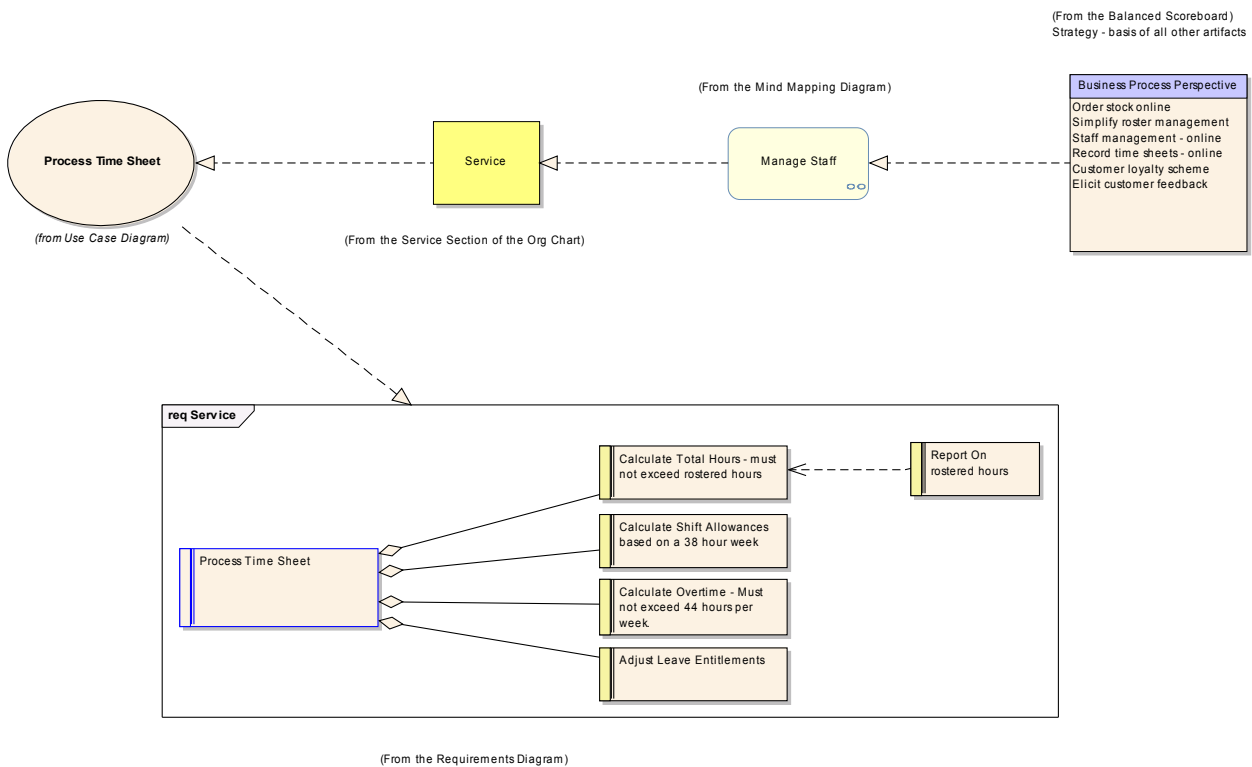 (From the Balanced Scoreboard)
Strategy - basis of all other artifacts
(From the Mind Mapping Diagram)
Business Process Perspective
Order stock online
Simplify roster management
Staff management - online
Record time sheets - online
Customer loyalty scheme
Elicit customer feedback
Process Time Sheet
Service
Manage Staff
(from Use Case Diagram)
(From the Service Section of the Org Chart)
req Service
Calculate Total Hours - must
not exceed rostered hours
Report On
rostered hours
Calculate Shift Allowances
based on a 38 hour week
Process Time Sheet
Calculate Overtime - Must
not exceed 44 hours per
week.
Adjust Leave Entitlements
(From the Requirements Diagram)